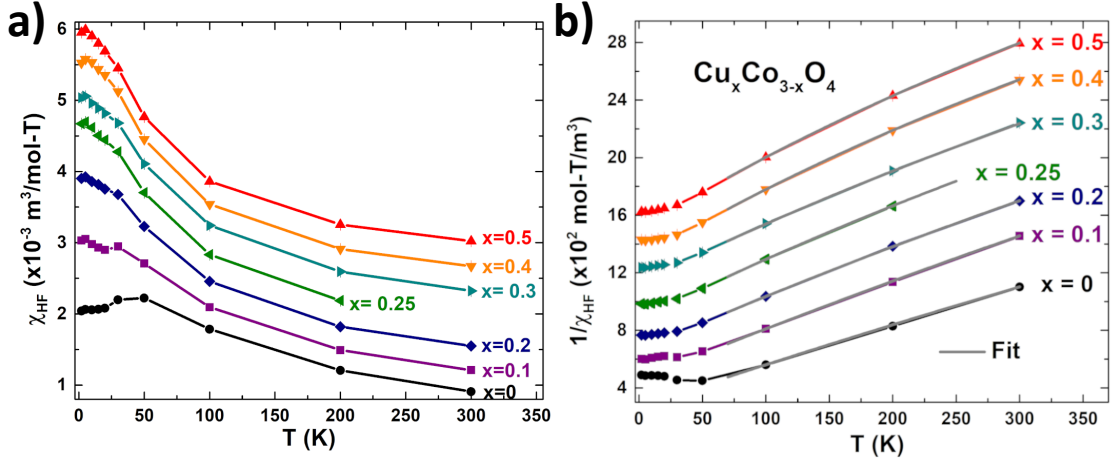 a)
χHF (x10-3 m3/mol-T)
6
5
4
3
2
1
0 50 100 150 200 250 300 350
T (K)
x=0.5
x=0.4
x=0.3
x= 0.25
x=0.2
x=0.1
x=0
b)
1/χHF (x102 mol-T/m3)
28
24
20
16
12
8
4
0 50 100 150 200 250 300 350
T (K)
CuxCo3-xO4
x = 0.5
x = 0.4
x = 0.3
x = 0.25
x = 0.2
x = 0.1
x = 0
Fit